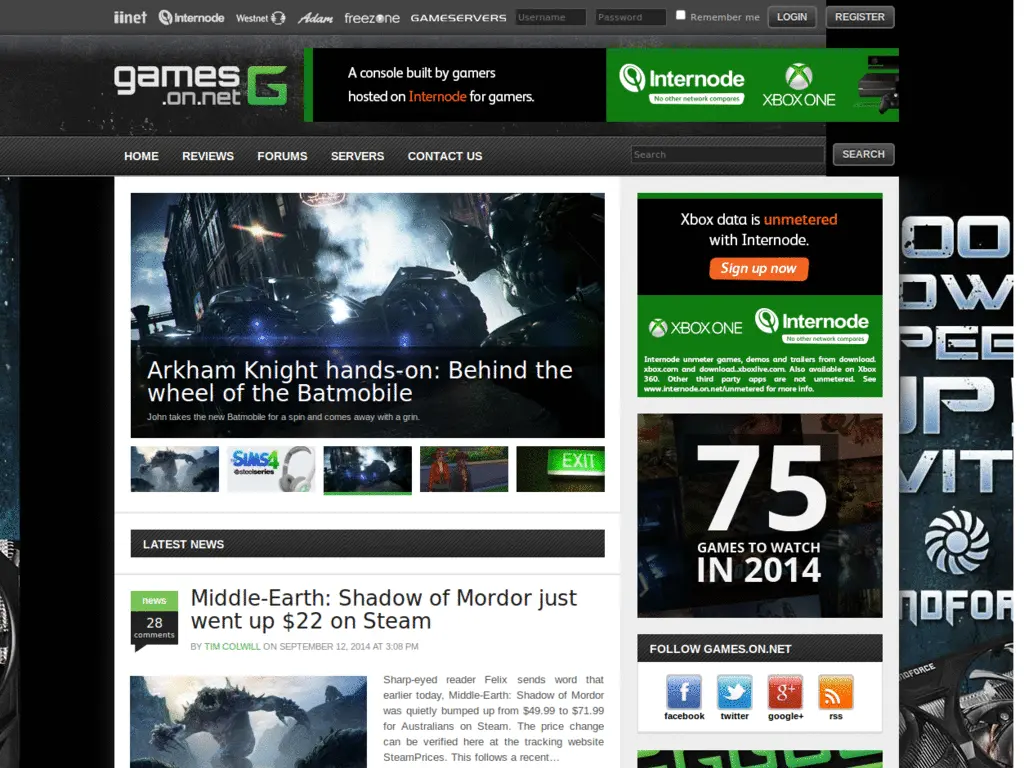 iinet Internode Westnet Adam freezone GAMESERVERS Username Password Remember me LOGIN REGISTER
games
.on.net
A console built by gamers
hosted on Internode for gamers.
Internode
No other network compares
XBOX ONE
HOME REVIEWS FORUMS SERVERS CONTACT US Search SEARCH
Arkham Knight hands-on: Behind the
wheel of the Batmobile
John takes the new Batmobile for a spin and comes away with a grin.
SIMS4
steelseries
EXIT
LATEST NEWS
news
28
comments
Middle-Earth: Shadow of Mordor just
went up $22 on Steam
BY TIM COLWILL ON SEPTEMBER 12, 2014 AT 3:08 PM
Sharp-eyed reader Felix sends word that
earlier today, Middle-Earth: Shadow of Mordor
was quietly bumped up from $49.99 to $71.99
for Australians on Steam. The price change
can be verified here at the tracking website
SteamPrices. This follows a recent…
Xbox data is unmetered
with Internode.
Sign up now
XBOX ONE
Internode
No other network compares
Internode unmeter games, demos and trailers from download.
xbox.com and download.xboxlive.com. Also available on Xbox
360. Other third party apps are not unmetered. See
www.internode.on.net/unmetered for more info.
75
GAMES TO WATCH
IN 2014
FOLLOW GAMES.ON.NET
facebook twitter google+ rss